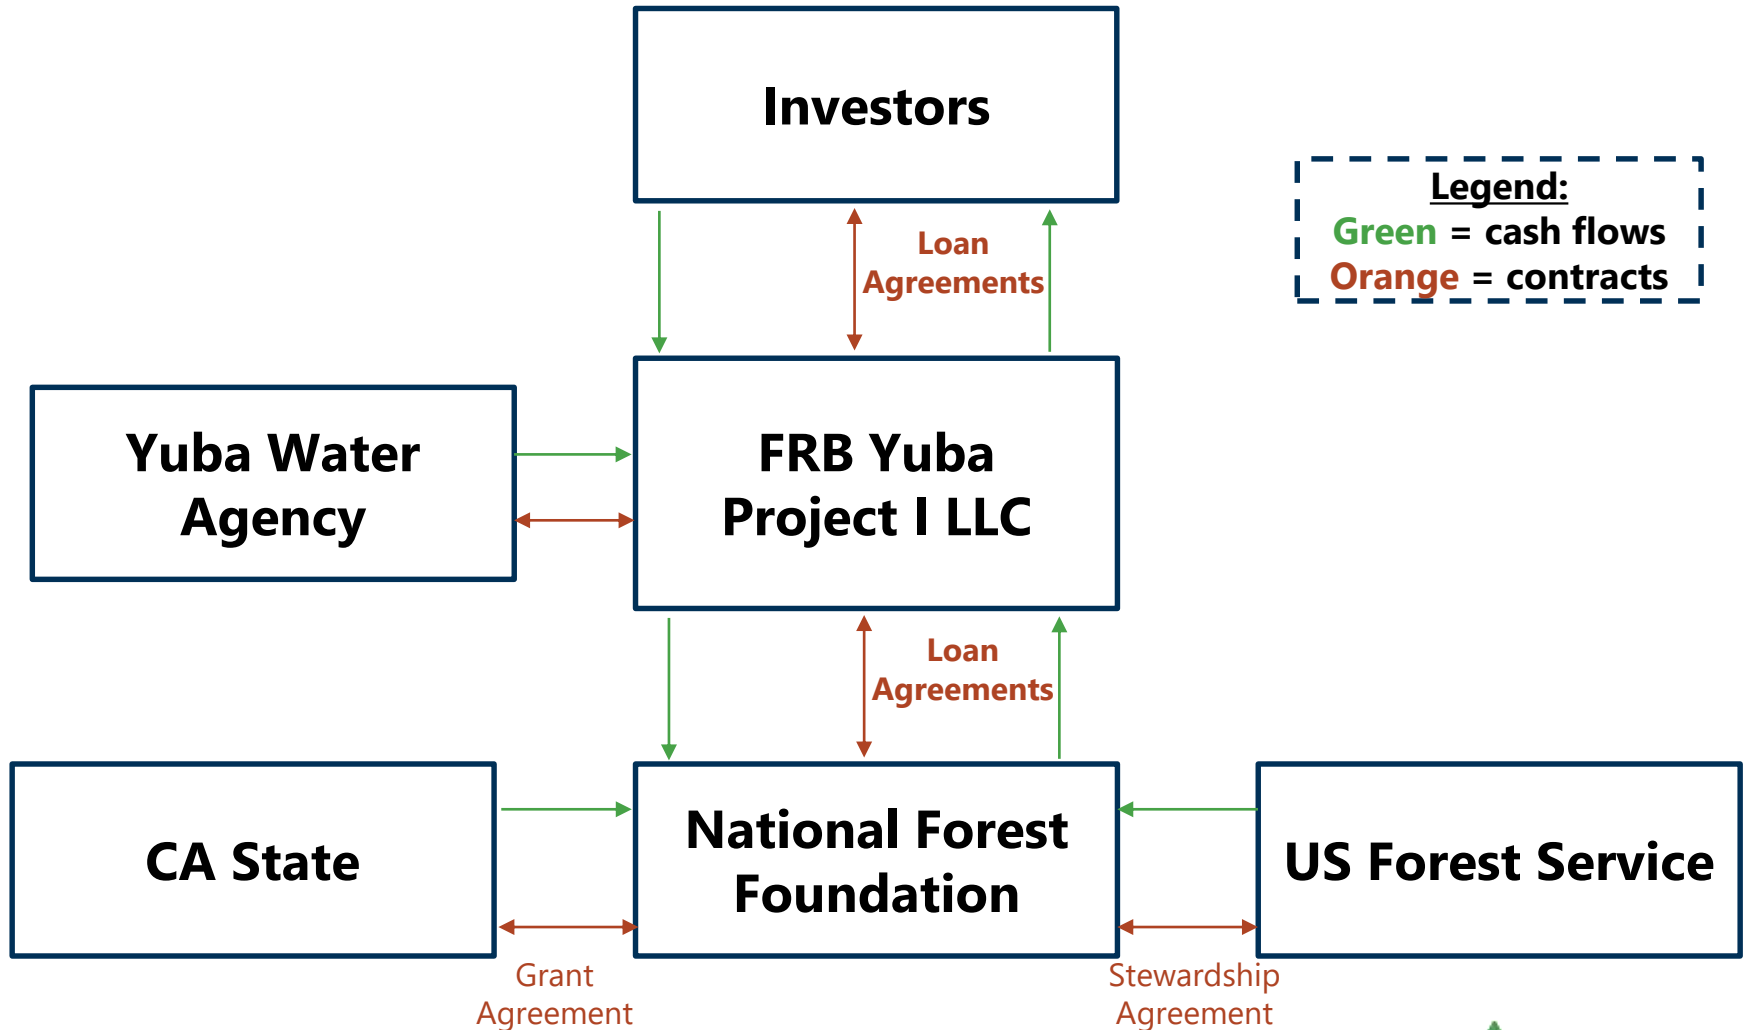 Investors
Legend:
Green = cash flows
Orange = contracts
Loan
Agreements
Yuba Water
Agency
FRB Yuba
Project I LLC
Loan
Agreements
CA State
National Forest
Foundation
US Forest Service
Grant
Agreement
Stewardship
Agreement